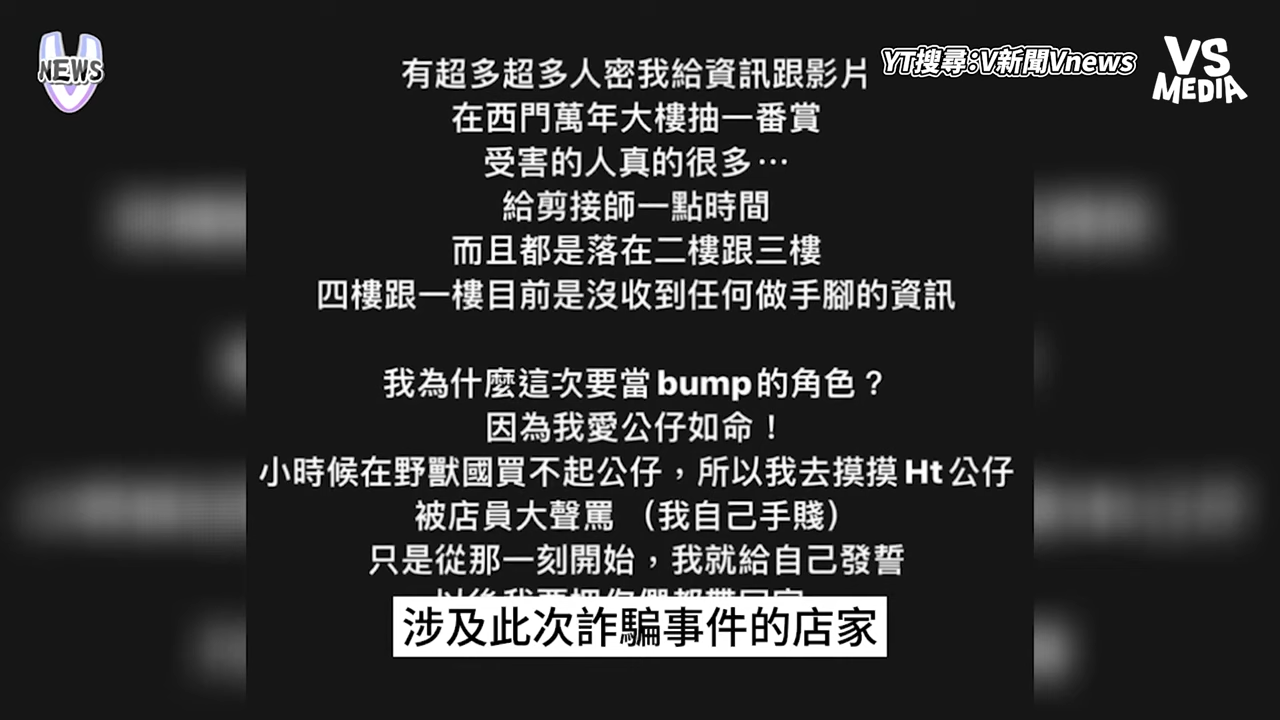 NEWS
YT搜尋:V新聞Vnews
VS
MEDIA
有超多超多人密我給資訊跟影片
在西門萬年大樓抽一番賞
受害的人真的很多⋯
給剪接師一點時間
而且都是落在二樓跟三樓
四樓跟一樓目前是沒收到任何做手腳的資訊
我為什麼這次要當bump的角色？
因為我愛公仔如命！
小時候在野獸國買不起公仔，所以我去摸摸Ht公仔
被店員大聲罵（我自己手賤）
只是從那一刻開始，我就給自己發誓
涉及此次詐騙事件的店家